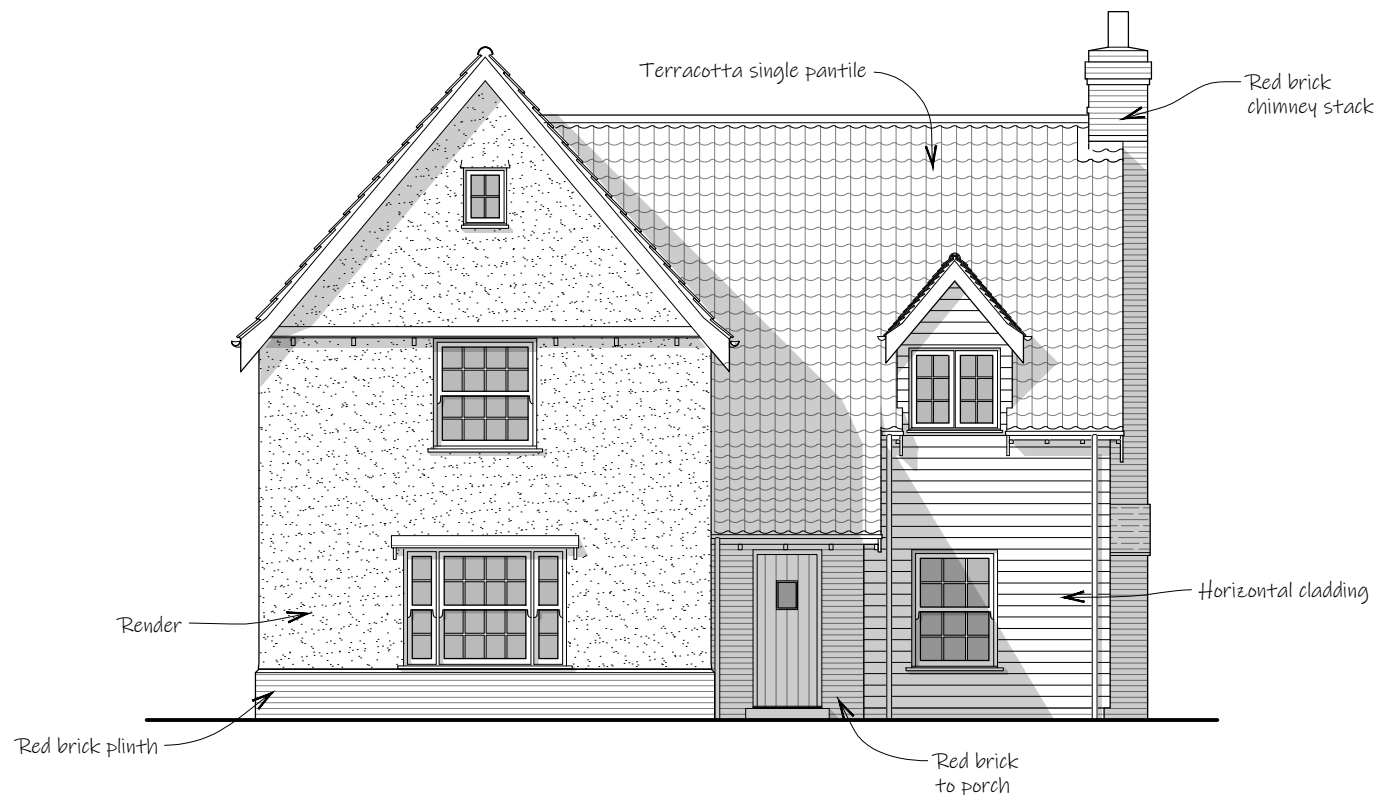 Terracotta single pantile
Red brick
chimney stack
Horizontal cladding
Render
Red brick plinth
Red brick
to porch